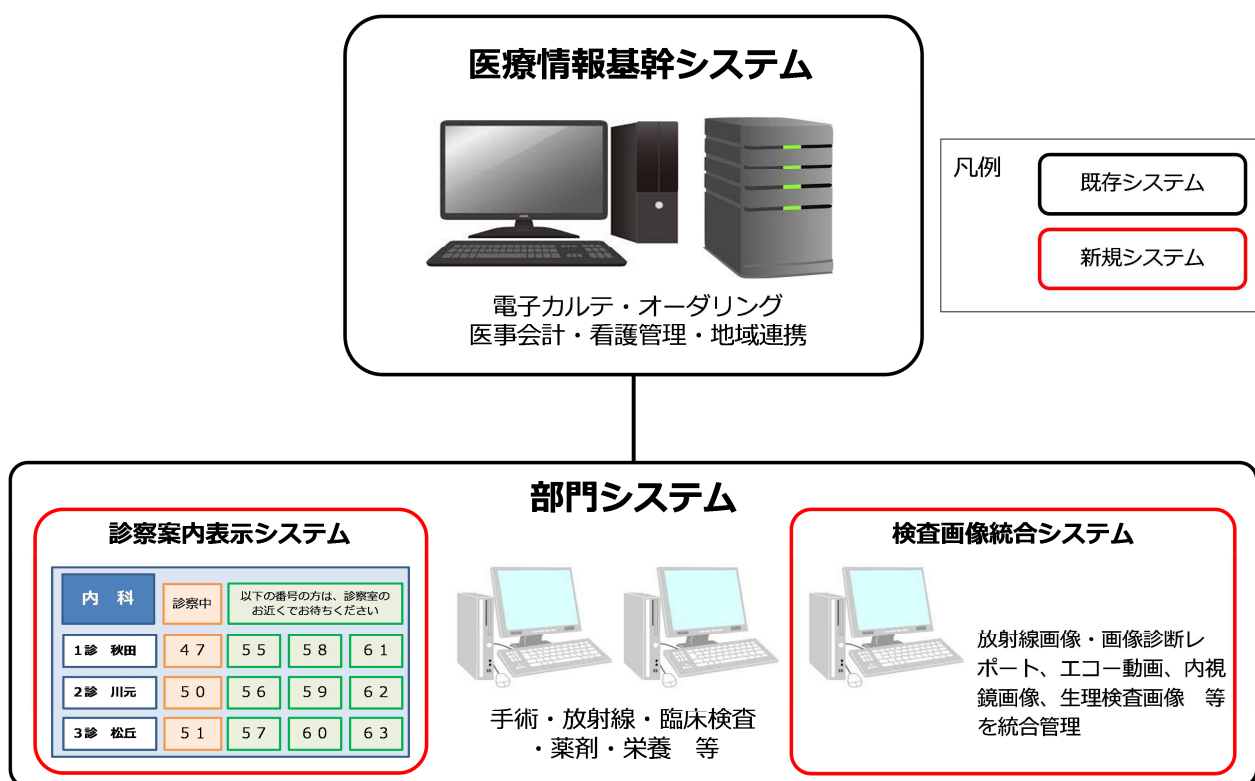 医療情報基幹システム
電子カルテ・オーダリング
医事会計・看護管理・地域連携
凡例
既存システム
新規システム
部門システム
診察案内表示システム
内 科
診察中
以下の番号の方は、診察室の
お近くでお待ちください
1診 秋田 47 55 58 61
2診 川元 50 56 59 62
3診 松丘 51 57 60 63
手術・放射線・臨床検査
・薬剤・栄養 等
検査画像統合システム
放射線画像・画像診断レ
ポート、エコー動画、内視
鏡画像、生理検査画像 等
を統合管理